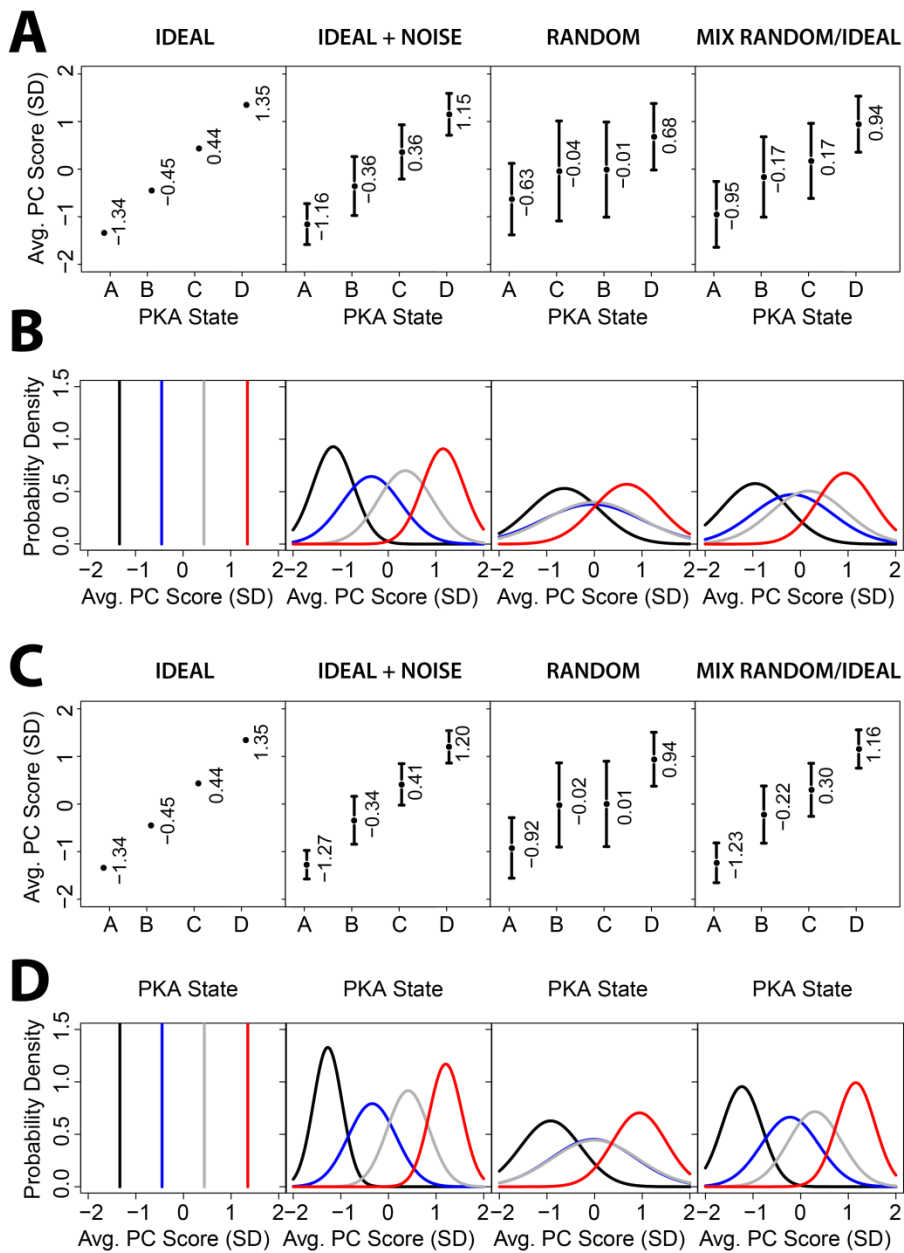 A
IDEAL IDEAL + NOISE RANDOM MIX RANDOM/IDEAL
Avg. PC Score (SD)
2
1
0
−1
−2
−1.34 −0.45 0.44 1.35
−1.16 −0.36 0.36 1.15
−0.63 −0.04 −0.01 0.68
−0.95 −0.17 0.17 0.94
A B C D A B C D A C B D A B C D
PKA State PKA State PKA State PKA State
B
Probability Density
1.5
1.0
0.5
0.0
−2 −1 0 1 2 −2 −1 0 1 2 −2 −1 0 1 2 −2 −1 0 1 2
Avg. PC Score (SD) Avg. PC Score (SD) Avg. PC Score (SD) Avg. PC Score (SD)
C
IDEAL IDEAL + NOISE RANDOM MIX RANDOM/IDEAL
Avg. PC Score (SD)
2
1
0
−1
−2
−1.34 −0.45 0.44 1.35
−1.27 −0.34 0.41 1.20
−0.92 −0.02 0.01 0.94
−1.23 −0.22 0.30 1.16
A B C D A B C D A B C D A B C D
D
PKA State PKA State PKA State PKA State
Probability Density
1.5
1.0
0.5
0.0
−2 −1 0 1 2 −2 −1 0 1 2 −2 −1 0 1 2 −2 −1 0 1 2
Avg. PC Score (SD) Avg. PC Score (SD) Avg. PC Score (SD) Avg. PC Score (SD)